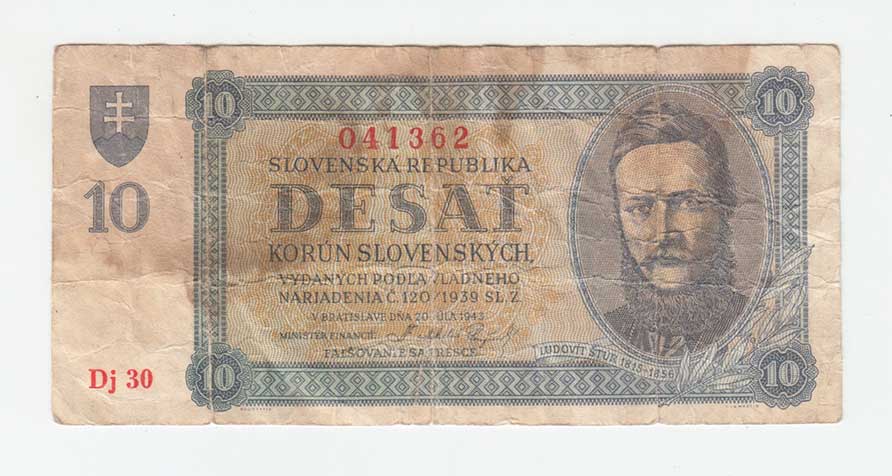 10
10
10
041362
SLOVENSKÁ REPUBLIKA
DESAŤ
KORÚN SLOVENSKÝCH,
VYDANÝCH PODĽA VLÁDNEHO
NARIADENIA Č. 120/1939 SL. Z.
V BRATISLAVE DŇA 20. JÚLA 1943
MINISTER FINANCIÍ:
FALŠOVANIE SA TRESCE.
ĽUDOVÍT ŠTÚR 1815-1856
Dj 30
10
10